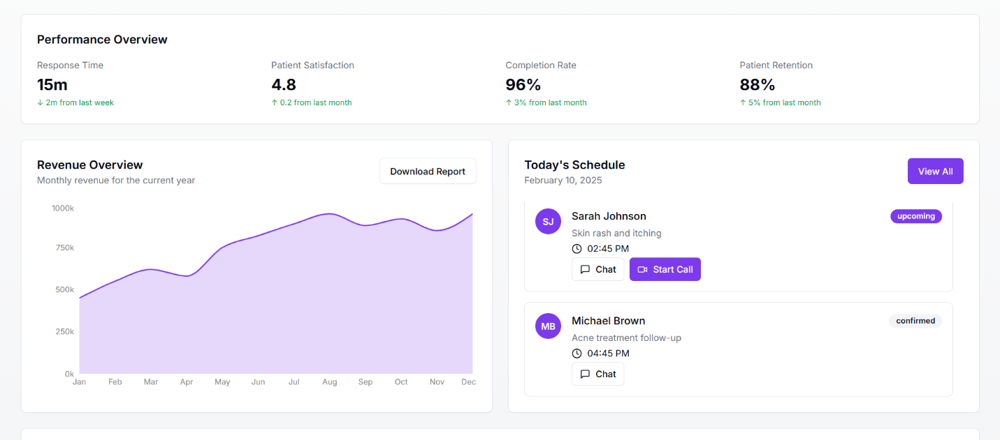 Performance Overview
Response Time
15m
↓ 2m from last week
Patient Satisfaction
4.8
↑ 0.2 from last month
Completion Rate
96%
↑ 3% from last month
Patient Retention
88%
↑ 5% from last month
Revenue Overview
Monthly revenue for the current year
Download Report
1000k
750k
500k
250k
0k
Jan Feb Mar Apr May Jun Jul Aug Sep Oct Nov Dec
Today's Schedule
February 10, 2025
View All
SJ
Sarah Johnson
upcoming
Skin rash and itching
02:45 PM
Chat
Start Call
MB
Michael Brown
confirmed
Acne treatment follow-up
04:45 PM
Chat